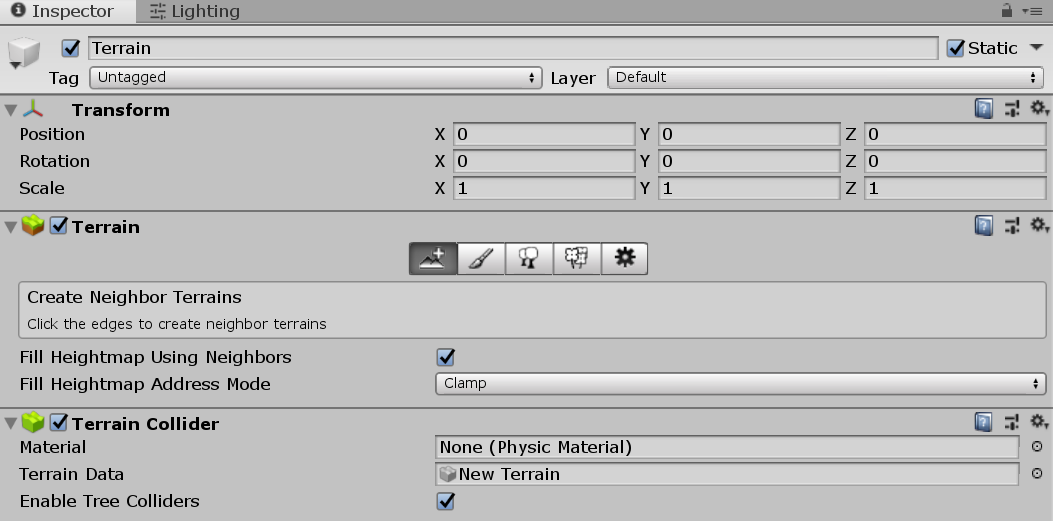 Inspector Lighting
Terrain Static
Tag Untagged Layer Default
Transform
Position X 0 Y 0 Z 0
Rotation X 0 Y 0 Z 0
Scale X 1 Y 1 Z 1
Terrain
Create Neighbor Terrains
Click the edges to create neighbor terrains
Fill Heightmap Using Neighbors
Fill Heightmap Address Mode Clamp
Terrain Collider
Material None (Physic Material)
Terrain Data New Terrain
Enable Tree Colliders